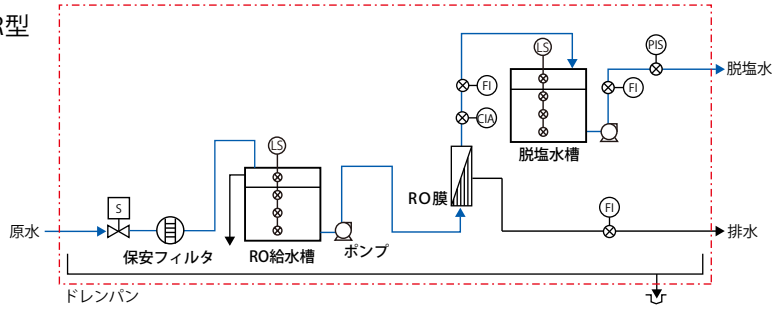 R型
PIS
LS
脱塩水
FI
FI
CIA
脱塩水槽
LS
RO膜
S
FI
原水
排水
保安フィルタ
RO給水槽
ポンプ
ドレンパン